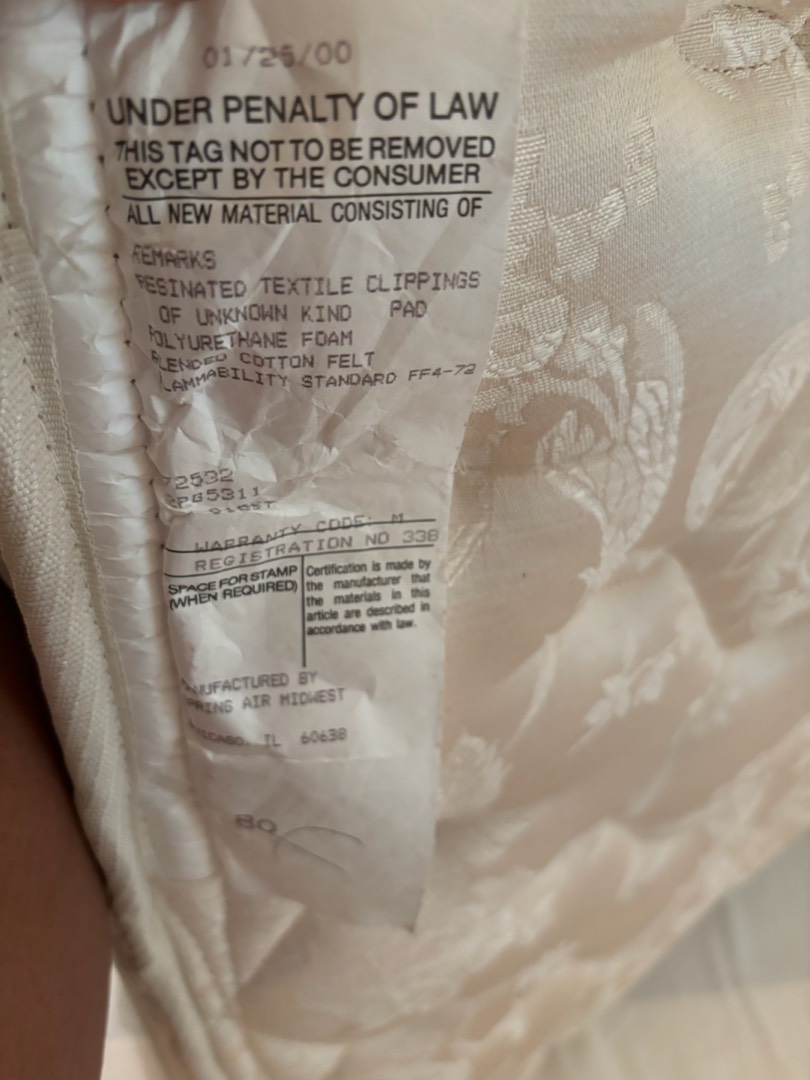 01/25/00
UNDER PENALTY OF LAW
THIS TAG NOT TO BE REMOVED
EXCEPT BY THE CONSUMER
ALL NEW MATERIAL CONSISTING OF
REMARKS
RESINATED TEXTILE CLIPPINGS
OF UNKNOWN KIND PAD
POLYURETHANE FOAM
BLENDED COTTON FELT
FLAMMABILITY STANDARD FF4-72
72532
WARRANTY CODE: M
REGISTRATION NO 338
SPACE FOR STAMP
(WHEN REQUIRED)
Certification is made by
the manufacturer that
the materials in this
article are described in
accordance with law.
MANUFACTURED BY
SPRING AIR MIDWEST
CHICAGO, IL 60638
80